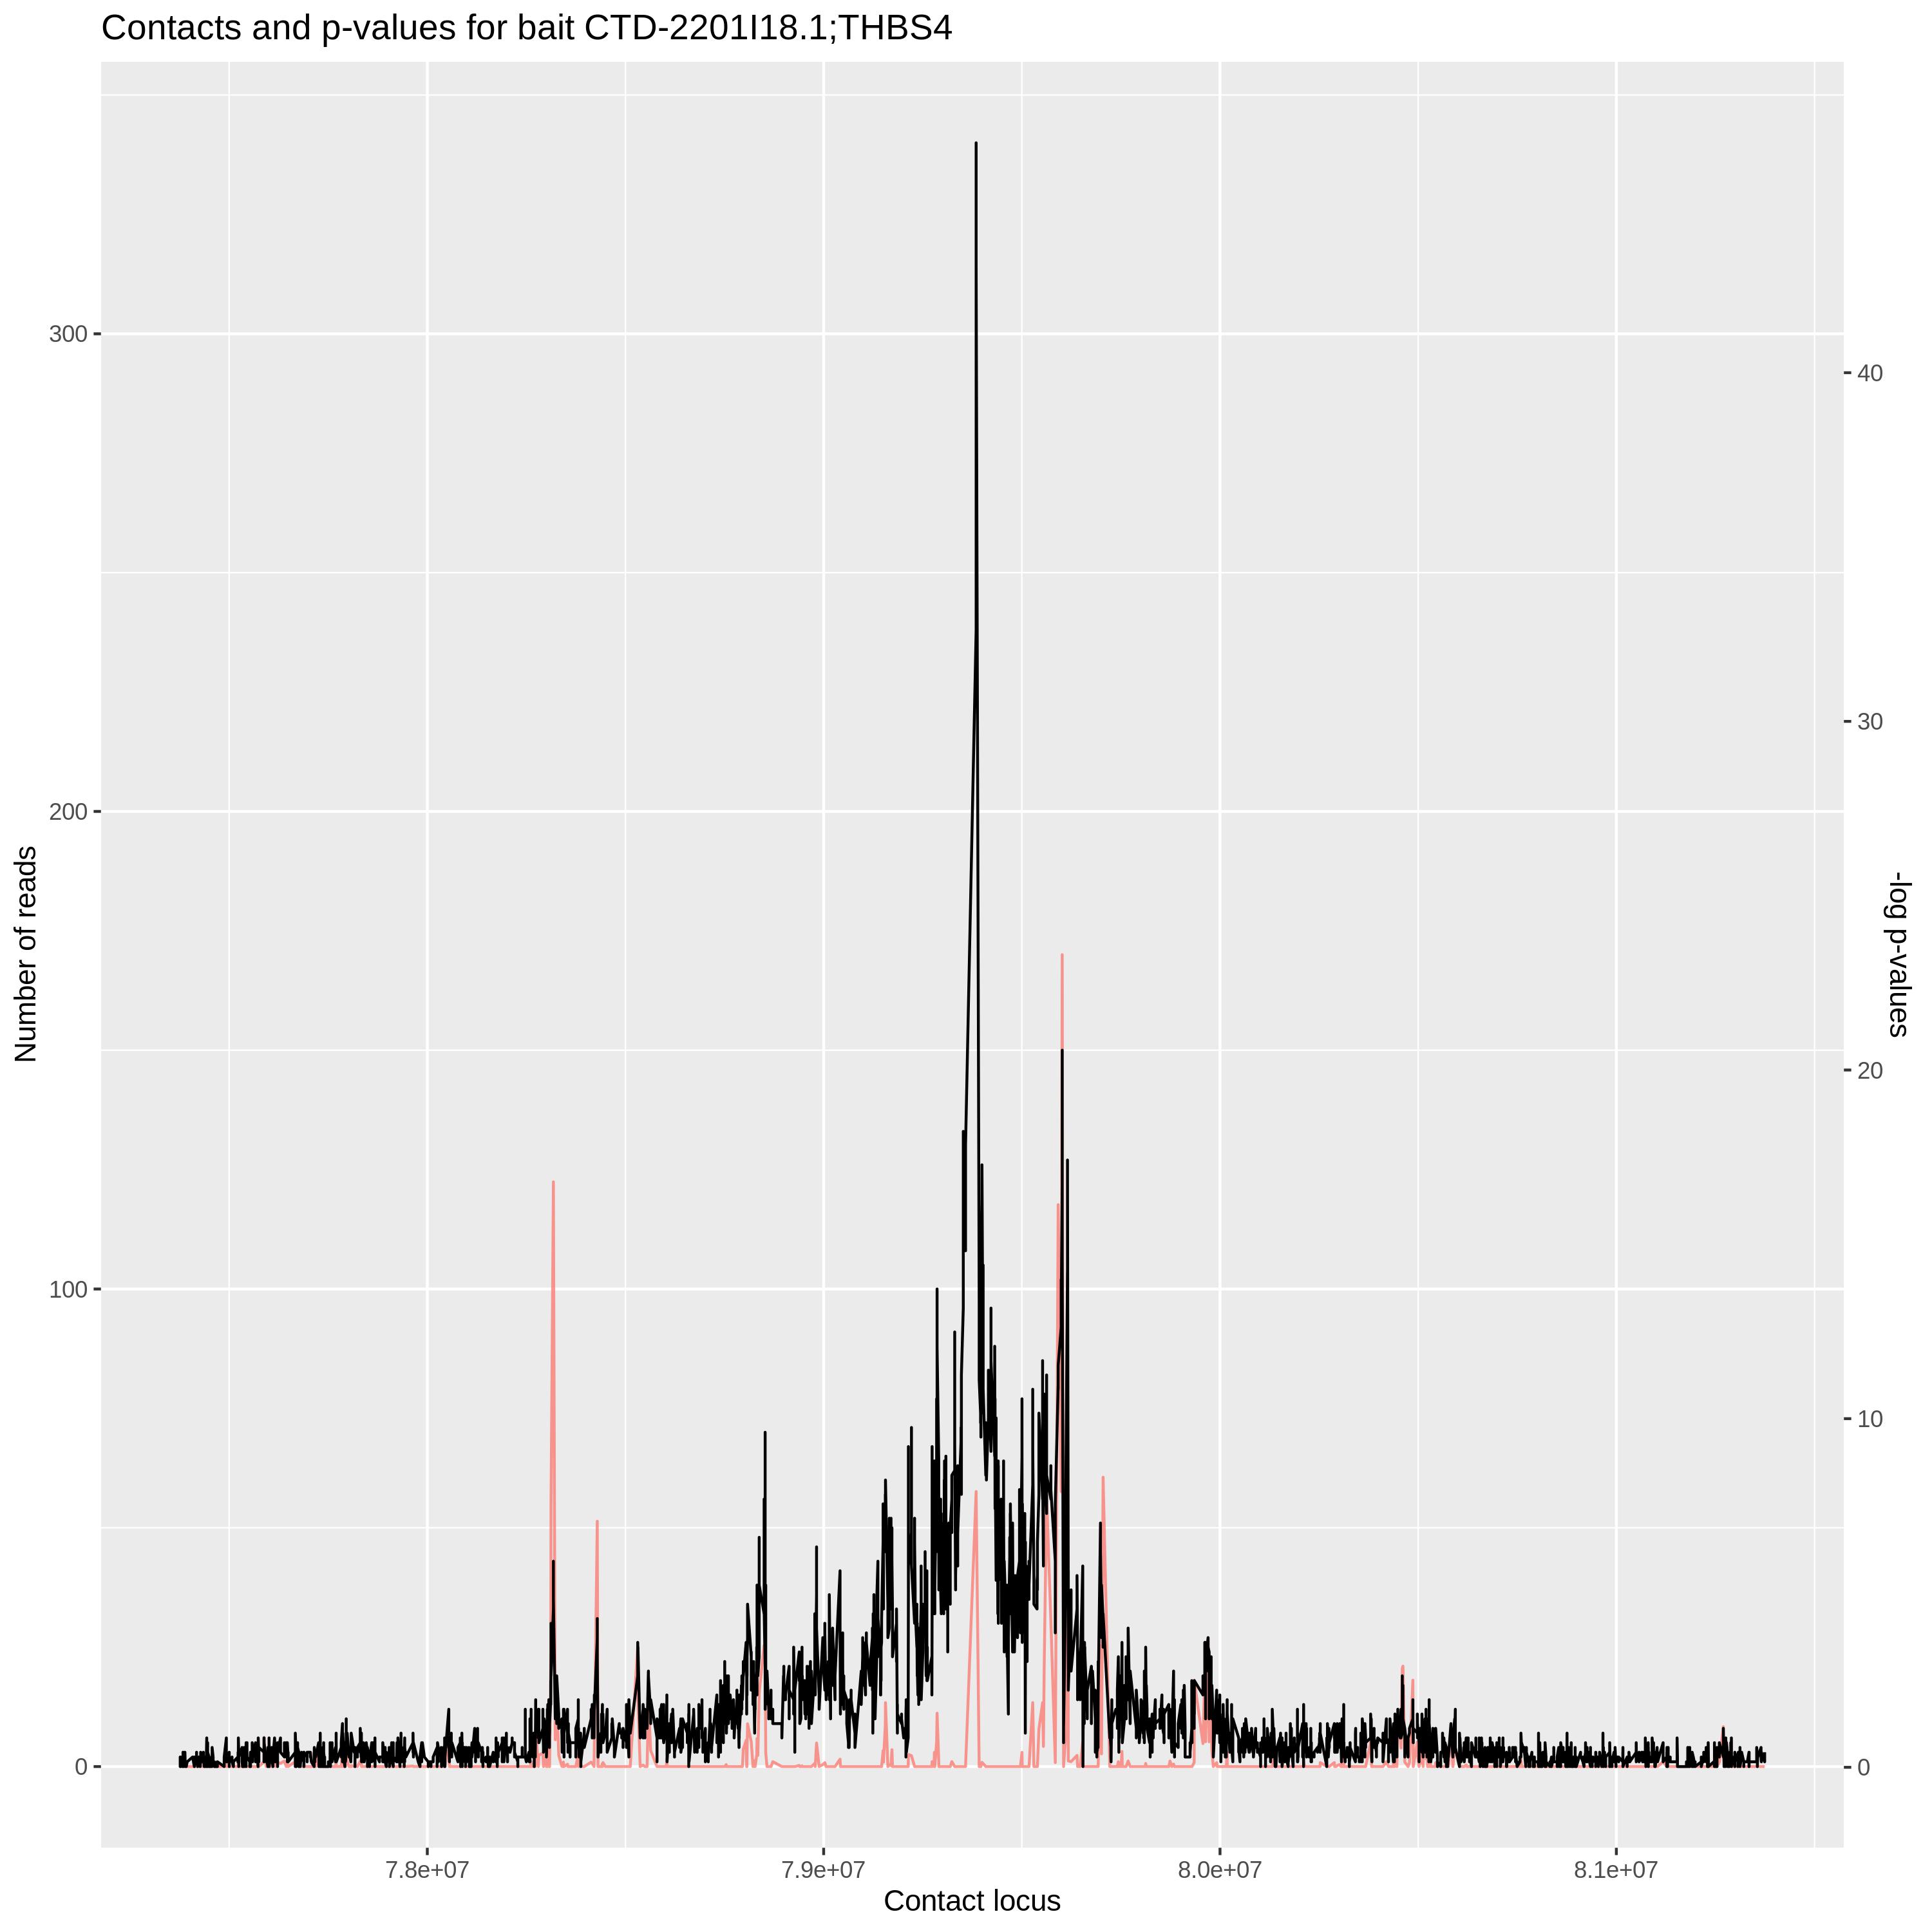 Contacts and p-values for bait CTD-2201I18.1;THBS4
Number of reads
300
200
100
0
-log p-values
40
30
20
10
0
7.8e+07
7.9e+07
8.0e+07
8.1e+07
Contact locus